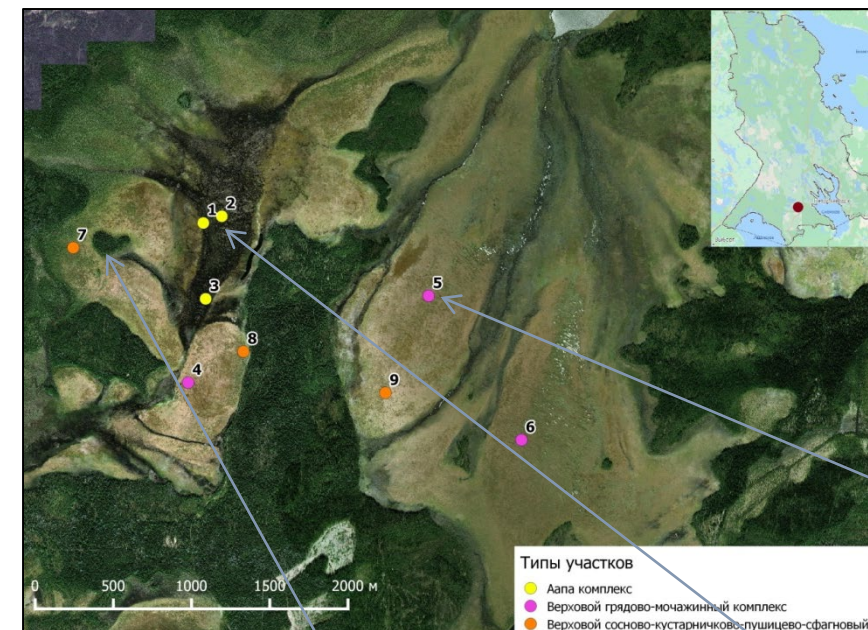 1
2
7
3
5
8
4
9
6
0 500 1000 1500 2000 м
Типы участков
Аапа комплекс
Верховой грядово-мочажинный комплекс
Верховой сосново-кустарничково-пушицево-сфагновый